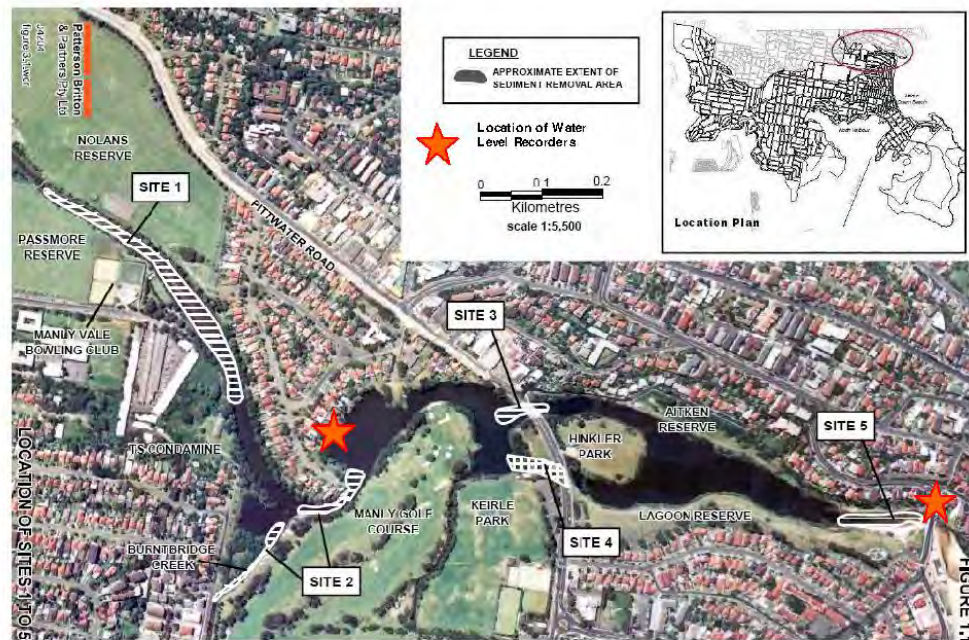 Patterson Britton
& Partners Pty Ltd
NOLANS
RESERVE
SITE 1
PASSMORE
RESERVE
MANLY VALE
BOWLING CLUB
PITTWATER ROAD
LEGEND
APPROXIMATE EXTENT OF
SEDIMENT REMOVAL AREA
Location of Water
Level Recorders
0 0.1 0.2
Kilometres
scale 1:5,500
Location Plan
SITE 3
TS CONDAMINE
HINKLER
PARK
AITKEN
RESERVE
SITE 5
MANLY GOLF
COURSE
KEIRLE
PARK
LAGOON RESERVE
SITE 4
BURNTBRIDGE
CREEK
SITE 2
LOCATION OF SITES 1 TO 5